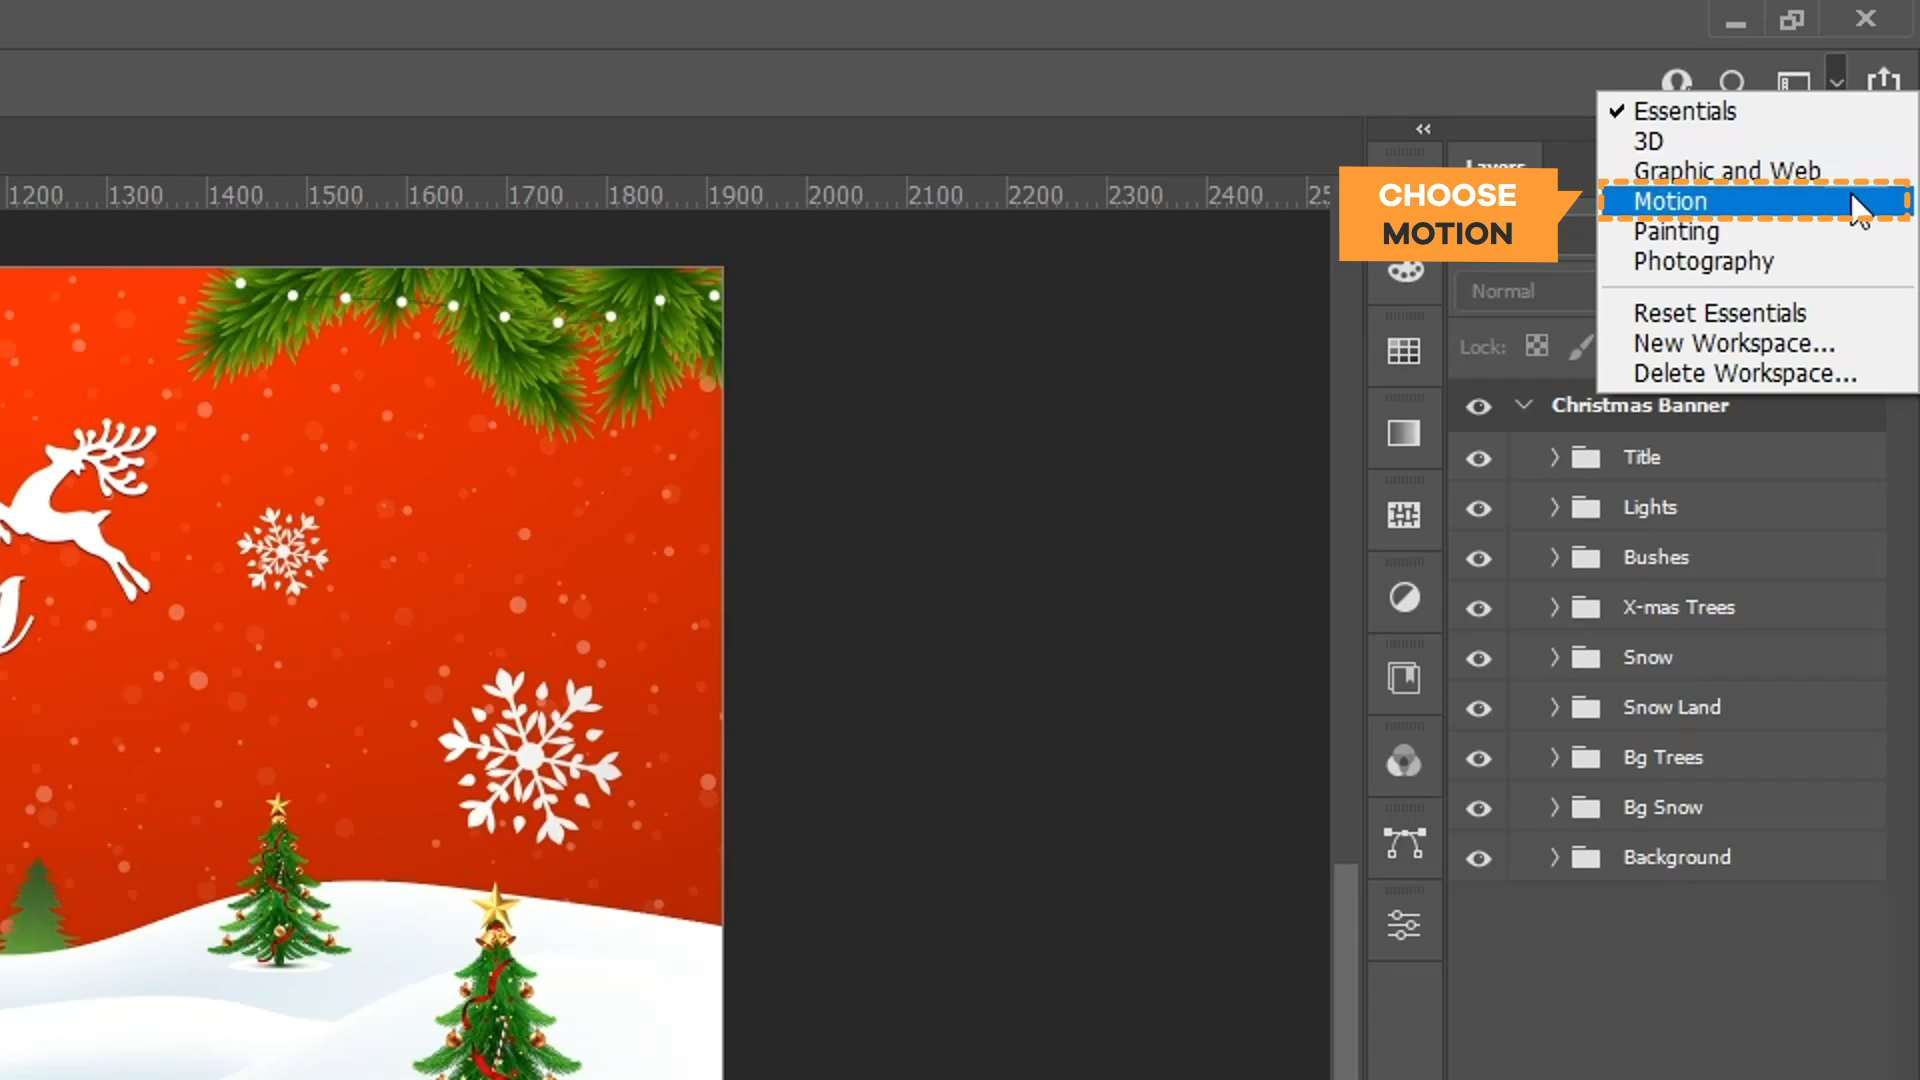 Essentials
3D
Graphic and Web
Motion
Painting
Photography
Reset Essentials
New Workspace...
Delete Workspace...
CHOOSE
MOTION
1200 1300 1400 1500 1600 1700 1800 1900 2000 2100 2200 2300 2400
Layers
Normal
Lock:
Christmas Banner
Title
Lights
Bushes
X-mas Trees
Snow
Snow Land
Bg Trees
Bg Snow
Background